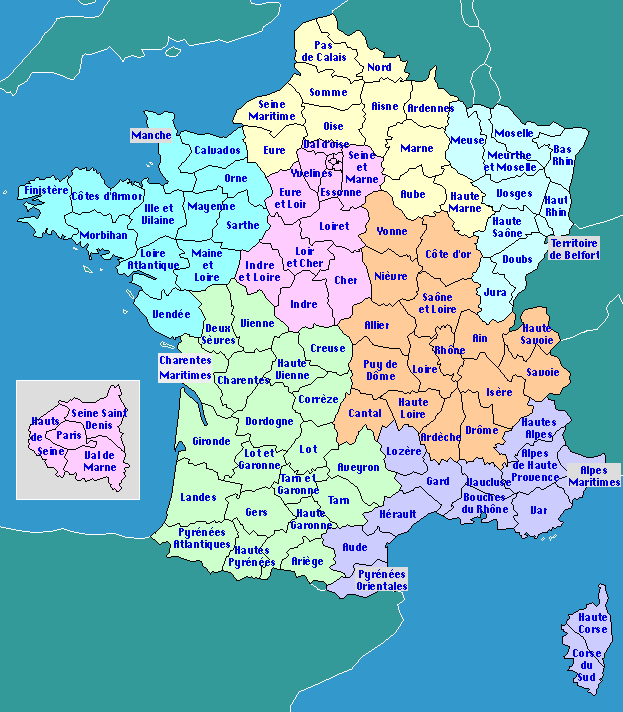 Pas
de Calais
Nord
Somme
Aisne
Ardennes
Seine
Maritime
Oise
Manche
Calvados
Eure
Val d'oise
Seine
et
Marne
Marne
Meuse
Moselle
Meurthe
et Moselle
Bas
Rhin
Yvelines
Essonne
Orne
Finistère
Côtes d'Armor
Ille et
Vilaine
Mayenne
Eure
et Loir
Aube
Haute
Marne
Vosges
Haut
Rhin
Morbihan
Sarthe
Loiret
Yonne
Haute
Saône
Territoire
de Belfort
Loire
Atlantique
Maine
et
Loire
Loir
et Cher
Indre
et Loire
Cher
Côte d'or
Doubs
Nièvre
Saône
et Loire
Jura
Vendée
Indre
Deux
Sèvres
Vienne
Allier
Ain
Haute
Savoie
Creuse
Charentes
Maritimes
Charentes
Haute
Vienne
Puy de
Dôme
Loire
Rhône
Savoie
Isère
Corrèze
Cantal
Haute
Loire
Ardèche
Drôme
Hautes
Alpes
Hauts
de
Seine
Seine Saint
Denis
Paris
Val de
Marne
Dordogne
Gironde
Lot et
Garonne
Lot
Aveyron
Lozère
Alpes
de Haute
Provence
Alpes
Maritimes
Tarn et
Garonne
Gard
Vaucluse
Landes
Tarn
Bouches
du Rhône
Var
Gers
Haute
Garonne
Hérault
Pyrénées
Atlantiques
Hautes
Pyrénées
Ariège
Aude
Pyrénées
Orientales
Haute
Corse
Corse
du
Sud